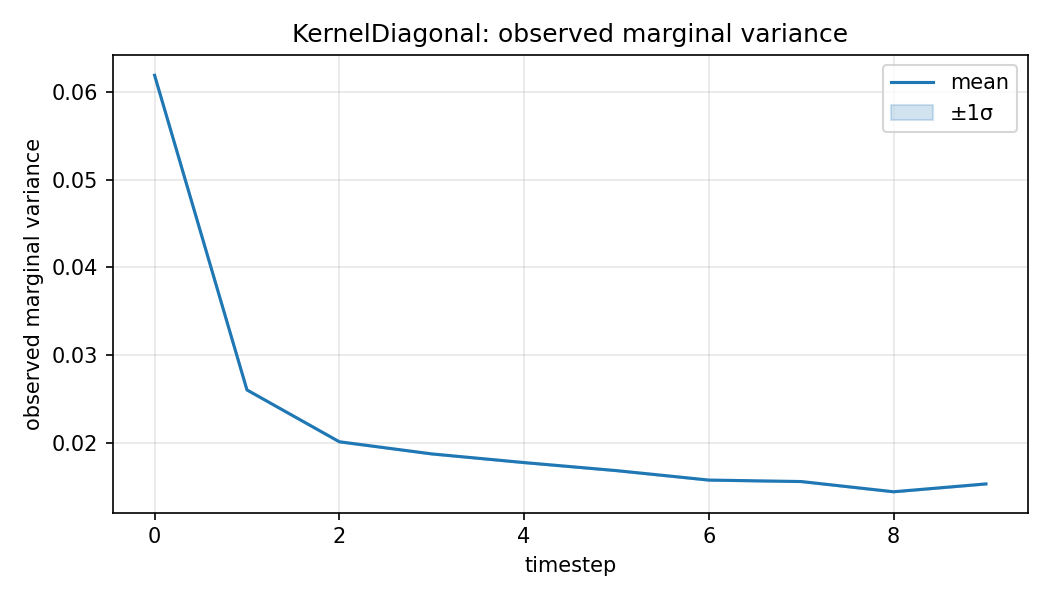 KernelDiagonal: observed marginal variance
mean
±1σ
observed marginal variance
0.06
0.05
0.04
0.03
0.02
0 2 4 6 8
timestep